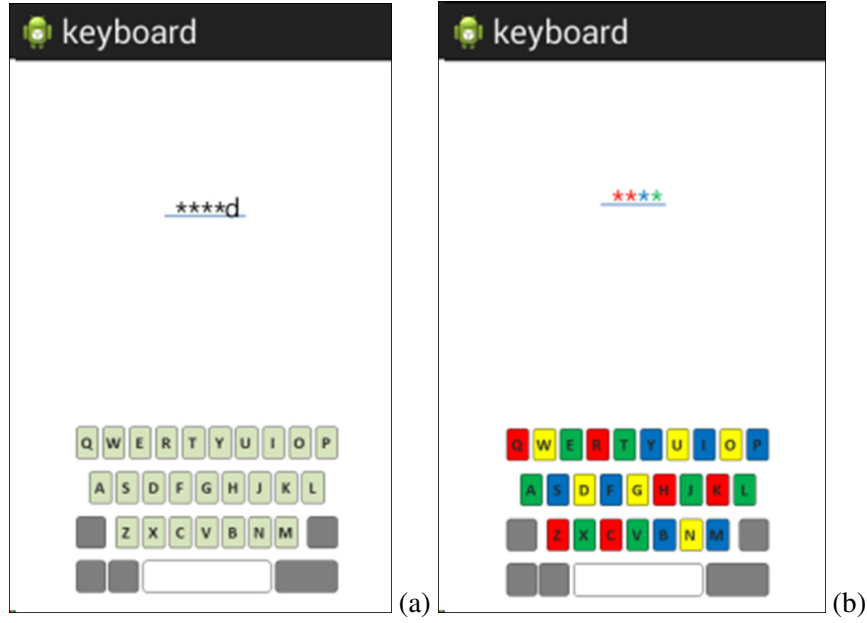 keyboard
****d
Q W E R T Y U I O P
A S D F G H J K L
Z X C V B N M
(a)
keyboard
****
Q W E R T Y U I O P
A S D F G H J K L
Z X C V B N M
(b)